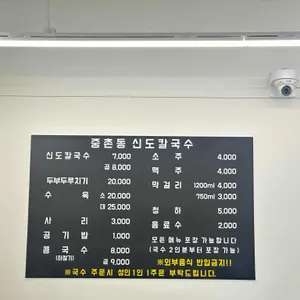 중촌동 신도칼국수
신도칼국수 7,000
곱 8,000
두부두루치기 20,000
수육 소 20,000
대 25,000
사리 3,000
공기밥 1,000
콩국수 8,000
(하절기) 곱 9,000
소주 4,000
맥주 4,000
막걸리 1200ml 4,000
750ml 3,000
청하 5,000
음료수 2,000
모든 메뉴 포장 가능합니다
(국수 2인분부터 포장 가능)
※외부음식 반입금지!!
※국수 주문시 성인1인 1주문 부탁드립니다.